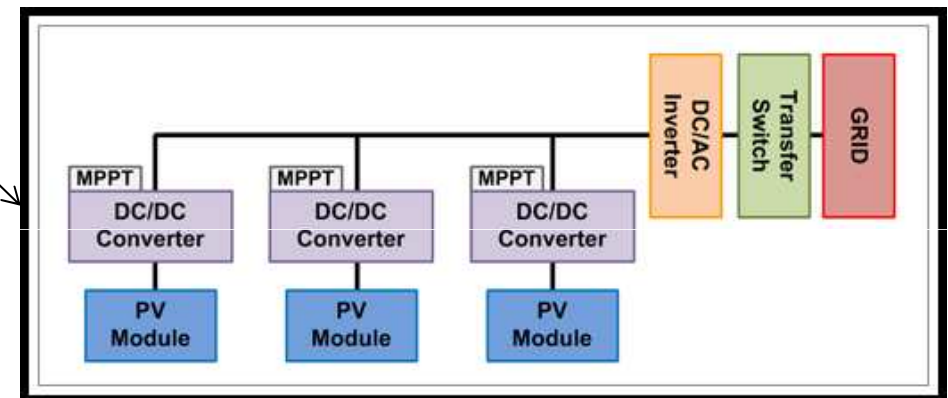 DC/AC
Inverter
Transfer
Switch
GRID
MPPT
DC/DC
Converter
MPPT
DC/DC
Converter
MPPT
DC/DC
Converter
PV
Module
PV
Module
PV
Module